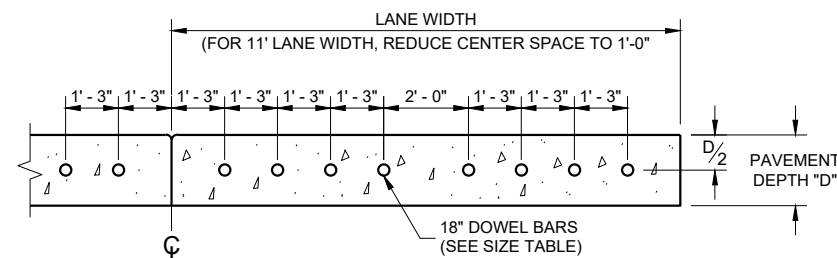 LANE WIDTH
(FOR 11' LANE WIDTH, REDUCE CENTER SPACE TO 1'-0"
1' - 3" 1' - 3" 1' - 3" 1' - 3" 1' - 3" 1' - 3" 2' - 0" 1' - 3" 1' - 3" 1' - 3"
D/2
PAVEMENT
DEPTH "D"
18" DOWEL BARS
(SEE SIZE TABLE)
℄